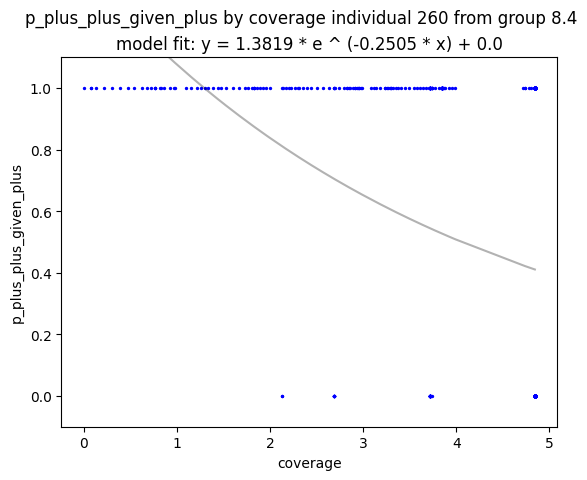 p_plus_plus_given_plus by coverage individual 260 from group 8.4
model fit: y = 1.3819 * e ^ (-0.2505 * x) + 0.0
p_plus_plus_given_plus
1.0
0.8
0.6
0.4
0.2
0.0
0 1 2 3 4 5
coverage